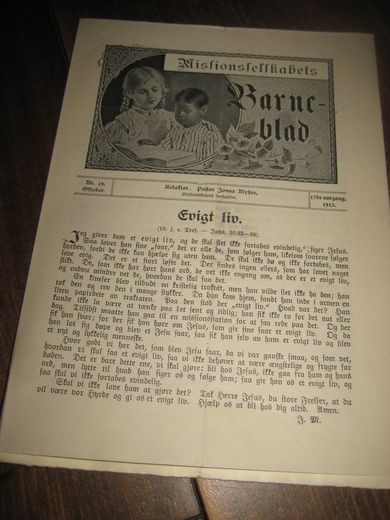 Missionsselskabets
Barne-
blad
Nr. 19.
Oktober.
Redaktør, Pastor Jonas Myhre,
17de aargang.
1912.
Evigt liv.
(18. s. e. Tref. — Johs. 10,23—38).
"Jeg giver dem et evigt liv, og de skal slet ikke fortabes evindelig," siger Jesus.
Saa lover han sine „faar," det er
de, som følger ham, likesom faarene følger
hyrden, fordi de ikke kan hjælpe sig uten ham. De skal ikke dø og ikke fortabes, men
leve evig. Det er et stort løfte det. Der findes ingen ellers, som har lovet noget
slikt. De, som ikke har hørt hans ord, de vet ikke engang om, at der er et evigt liv,
og endnu mindre vet de, hvordan de skal faa det.
En kineser blev tilbudt en kristelig traktat, men han vilde slet ikke ha den; han
tok den og rev den i mange stykker. Da han kom hjem, fandt han inde i ærmen en
liten papirbete av traktaten. Paa den stod der „evigt liv." Hvad var det? Han
kunde ikke la være at tænke paa det sent og tidlig; han fik ikke ro for det nat eller
dag. Tilsidst maatte han gaa til en missionsstation for at faa rede paa det. Og der
fik han svar; for der fik han høre om Jesus, som gir sine faar et evigt liv. Og da
han lot sig døpe og blev et Jesu faar, saa fik han selv av ham et evigt liv og blev
et nyt og lykkelig menneske.
Hvor godt vi har det, som blev Jesu faar, da vi var ganske smaa, og som vet,
hvordan vi skal faa et evigt liv, saa vi ikke behøver at være ængstelige og frygte for
døden. Det er bare dette ene, vi skal gjøre: bli hos Jesus, ikke gaa fra ham og hans
ord, men lytte til hvad han siger os og følge ham; saa gir han os et evigt liv, og
saa skal vi ikke fortabes evindelig.
Skal vi ikke love ham at gjøre det? Tak Herre Jesus, du store Frelser, at du
vil være vor Hyrde og gi os et evigt liv. Hjælp os at bli hos dig altid. Amen.
J. M.